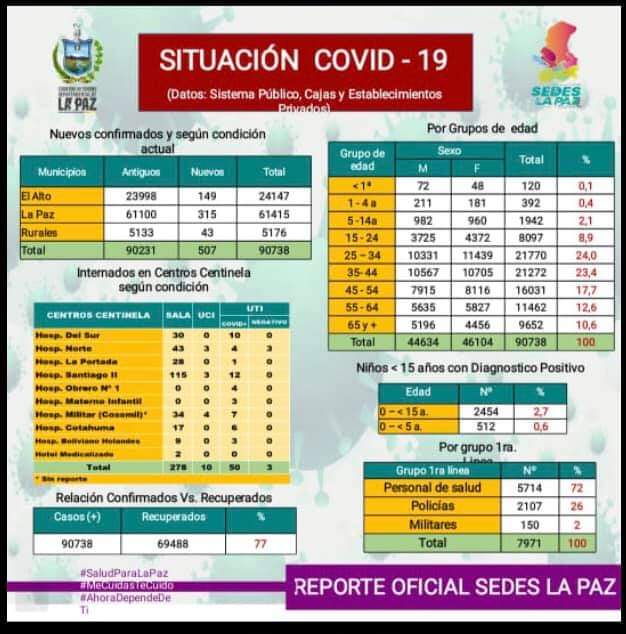 SITUACIÓN COVID - 19
(Datos: Sistema Público, Cajas y Establecimientos
Privados)
LA PAZ
SEDES
LA PAZ
Nuevos confirmados y según condición
actual
Municipios Antiguos Nuevos Total
El Alto 23998 149 24147
La Paz 61100 315 61415
Rurales 5133 43 5176
Total 90231 507 90738
Internados en Centros Centinela
según condición
CENTROS CENTINELA SALA UCI UTI
COVID+ NEGATIVO
Hosp. Del Sur 30 0 10 0
Hosp. Norte 43 3 4 3
Hosp. La Portada 28 0 1 0
Hosp. Santiago II 115 3 12 0
Hosp. Obrero Nº 1 0 0 4 0
Hosp. Materno Infantil 0 0 3 0
Hosp. Militar (Cossmil)* 34 4 7 0
Hosp. Cotahuma 17 0 6 0
Hosp. Boliviano Holandes 9 0 3 0
Hotel Medicalizado 2 0 0 0
Total 278 10 50 3
* Sin reporte
Relación Confirmados Vs. Recuperados
Casos (+) Recuperados %
90738 69488 77
#SaludParaLaPaz
#MeCuidasTeCuido
#AhoraDependeDe
Ti
Por Grupos de edad
Grupo de
edad Sexo Total %
M F
<1ª 72 48 120 0,1
1 - 4 a 211 181 392 0,4
5 -14a 982 960 1942 2,1
15 - 24 3725 4372 8097 8,9
25 – 34 10331 11439 21770 24,0
35- 44 10567 10705 21272 23,4
45 - 54 7915 8116 16031 17,7
55 - 64 5635 5827 11462 12,6
65 y + 5196 4456 9652 10,6
Total 44634 46104 90738 100
Niños < 15 años con Diagnostico Positivo
Edad Nº %
0 – < 15 a. 2454 2,7
0 – < 5 a. 512 0,6
Por grupo 1ra.
Linea
Grupo 1ra línea Nº %
Personal de salud 5714 72
Policías 2107 26
Militares 150 2
Total 7971 100
REPORTE OFICIAL SEDES LA PAZ